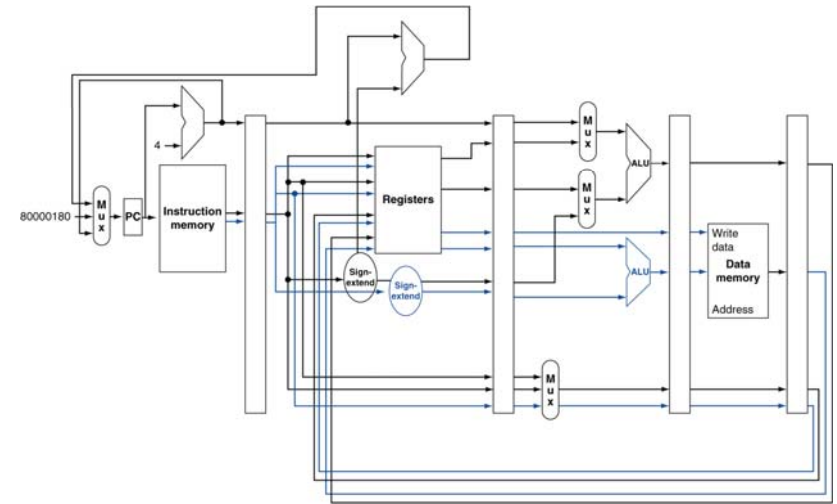 M
u
x
ALU
4
M
u
x
PC
80000180
Instruction
memory
Registers
M
u
x
Sign-
extend
Sign-
extend
ALU
Write
data
Data
memory
Address
M
u
x